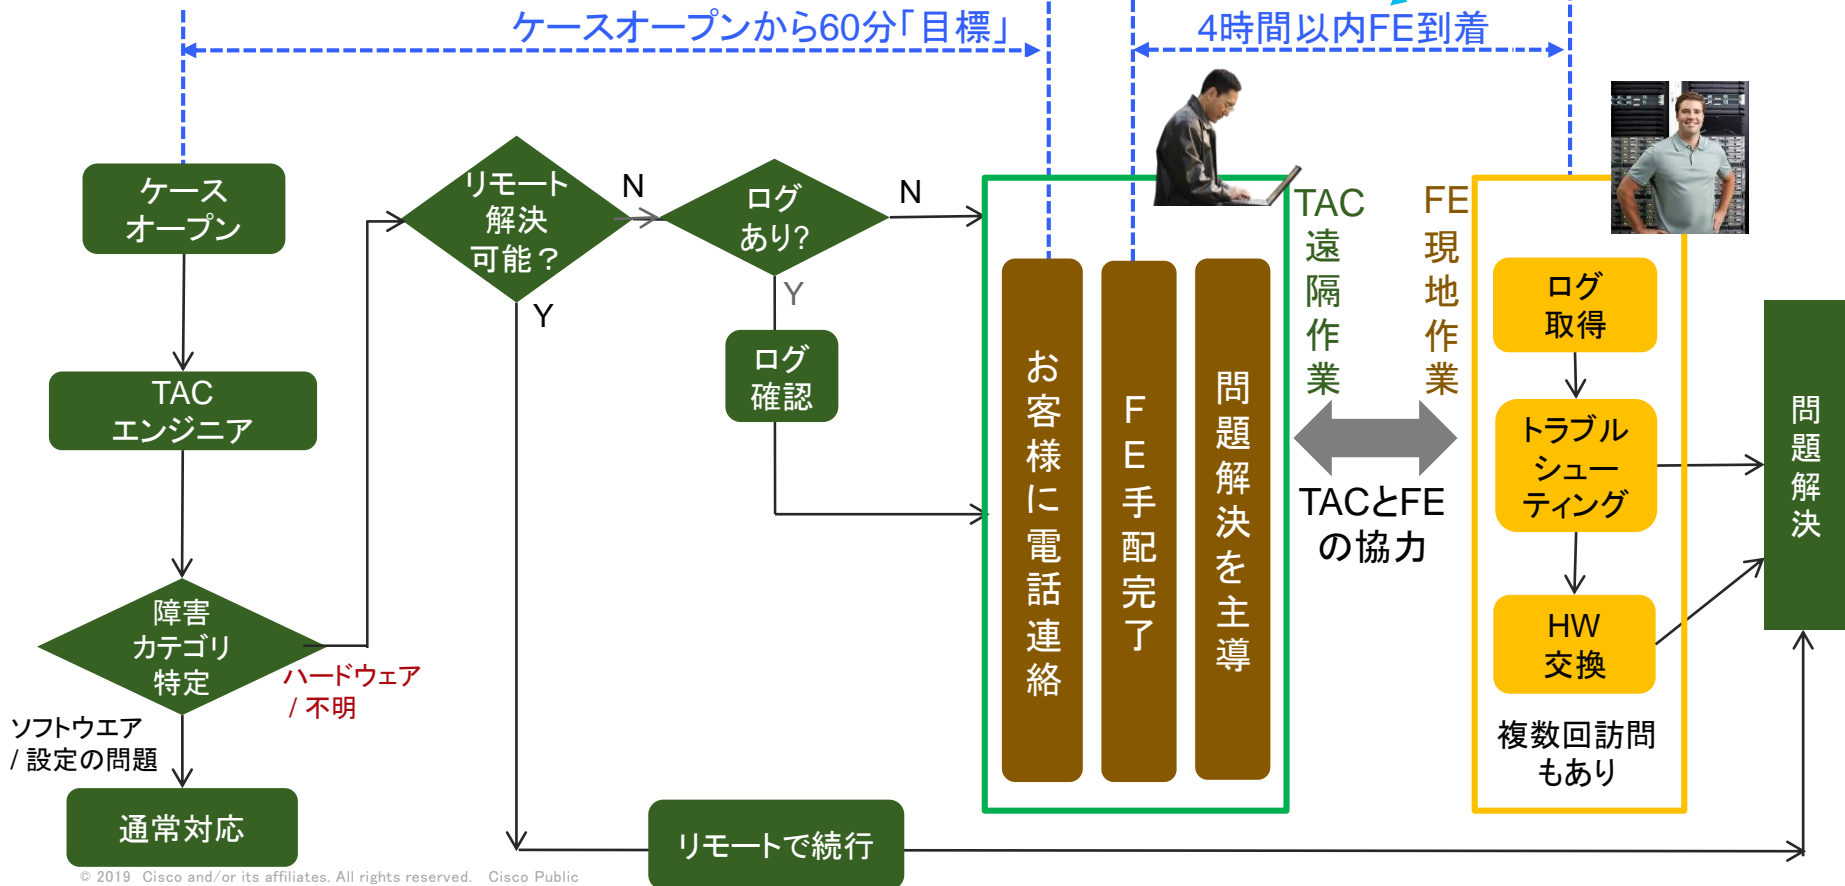 ケースオープンから60分「目標」
4時間以内FE到着
ケース
オープン
TAC
エンジニア
障害
カテゴリ
特定
ハードウェア
/ 不明
ソフトウエア
/ 設定の問題
通常対応
リモート
解決
可能？
N
Y
ログ
あり?
N
Y
ログ
確認
リモートで続行
お客様に電話連絡
FE手配完了
問題解決を主導
TAC
遠隔作業
FE
現地作業
TACとFE
の協力
ログ
取得
トラブル
シュー
ティング
HW
交換
複数回訪問
もあり
問題解決
© 2019 Cisco and/or its affiliates. All rights reserved. Cisco Public